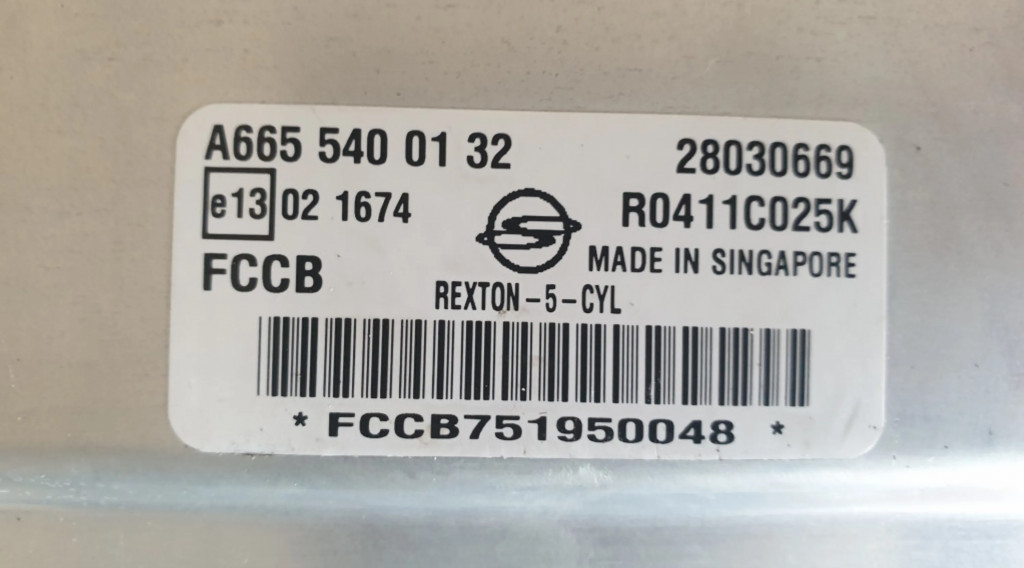 A665 540 01 32 28030669
e13 02 1674 R0411C025K
FCCB MADE IN SINGAPORE
REXTON-5-CYL
* FCCB751950048 *